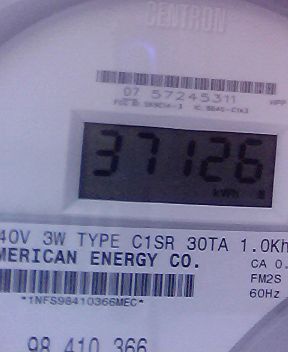 CENTRON
07 57245311
37126
kWh
40V 3W TYPE C1SR 30TA 1.0Kh
MERICAN ENERGY CO.
CA 0.
FM2S
60Hz
*1NFS98410366MEC*
98 410 366